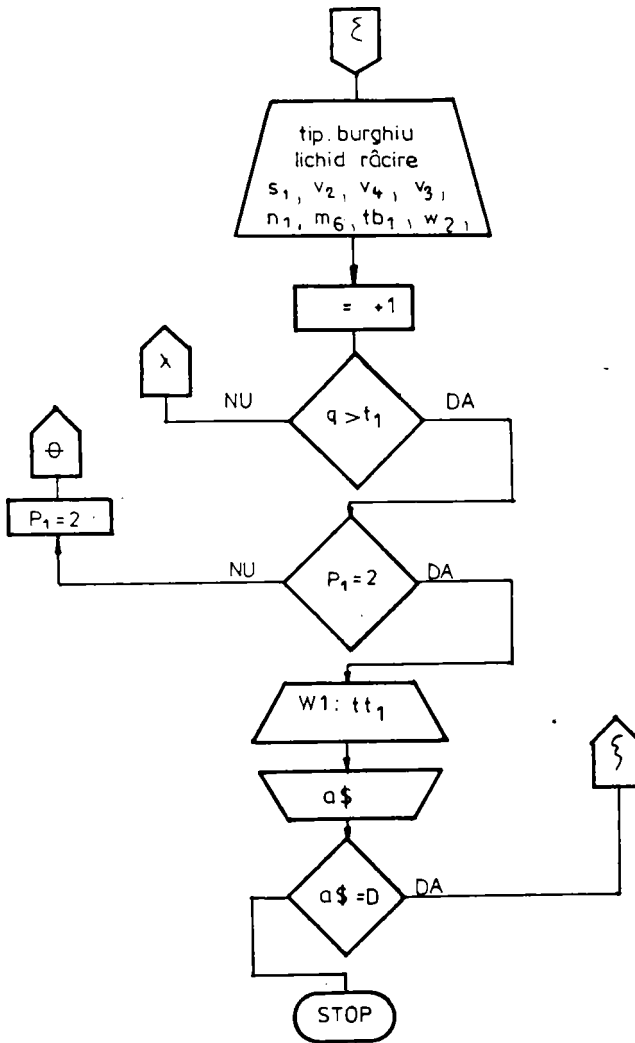 ξ
tip. burghiu
lichid râcire
s₁, v₂, v₄, v₃,
n₁, m₆, tb₁, w₂,
= +1
NU
q > t₁
DA
θ
P₁ = 2
NU
P₁ = 2
DA
W1: tt₁
a$
a$ = D
DA
STOP